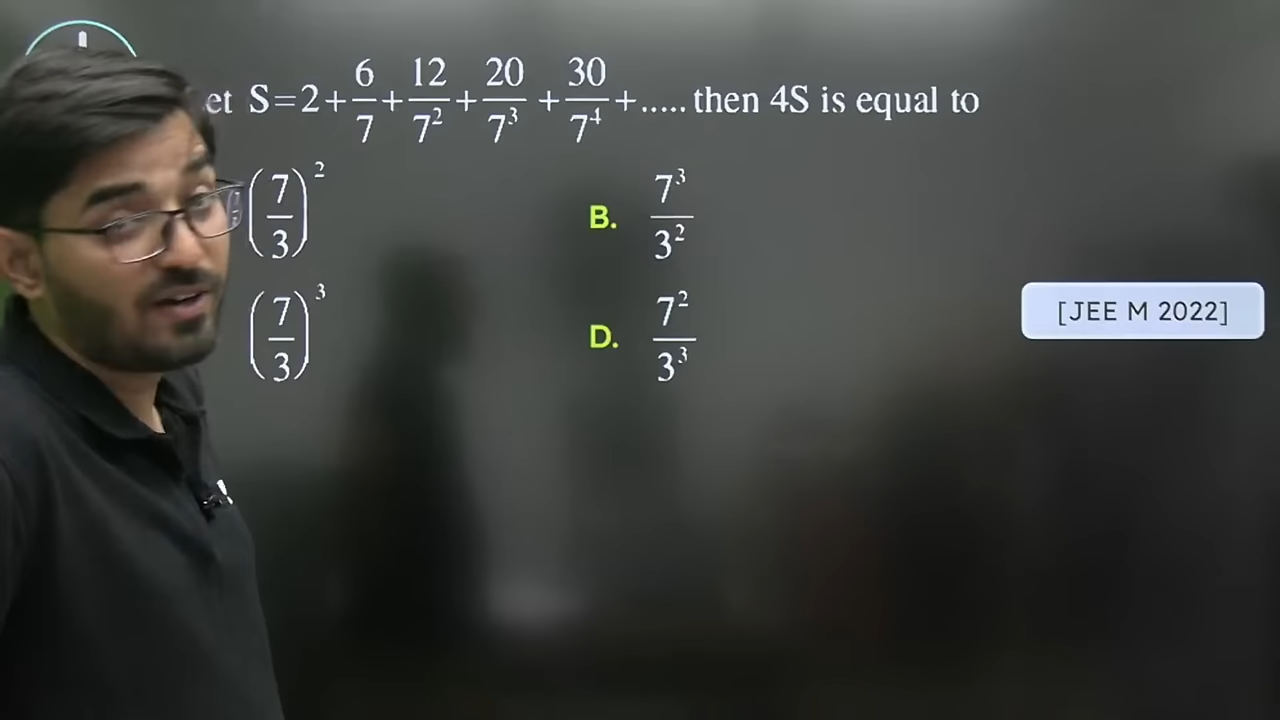 et S=2+6/7+12/7²+20/7³+30/7⁴+..... then 4S is equal to
(7/3)²
B. 7³/3²
(7/3)³
D. 7²/3³
[JEE M 2022]